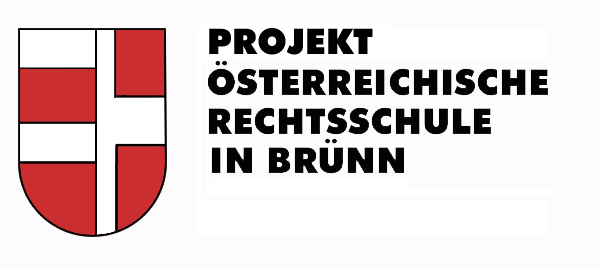 PROJEKT
ÖSTERREICHISCHE
RECHTSSCHULE
IN BRÜNN